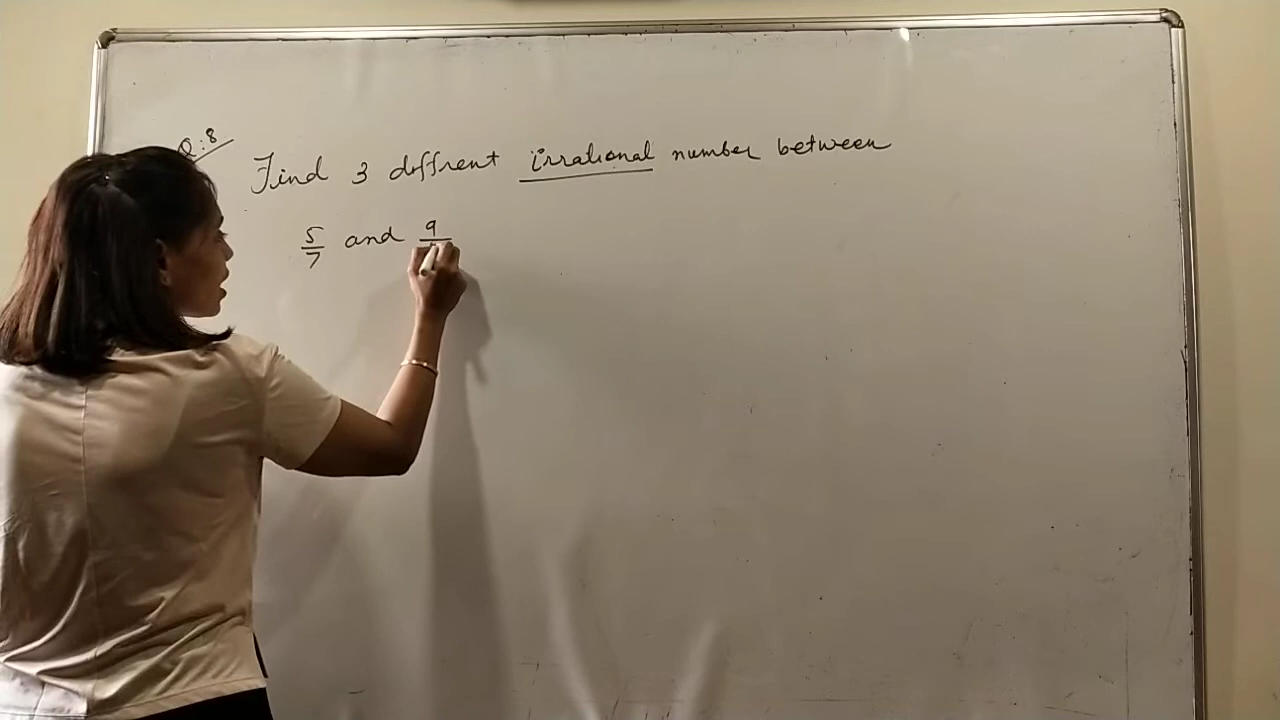 Q:8
Find 3 diffrent irrational number between
5/7 and 9